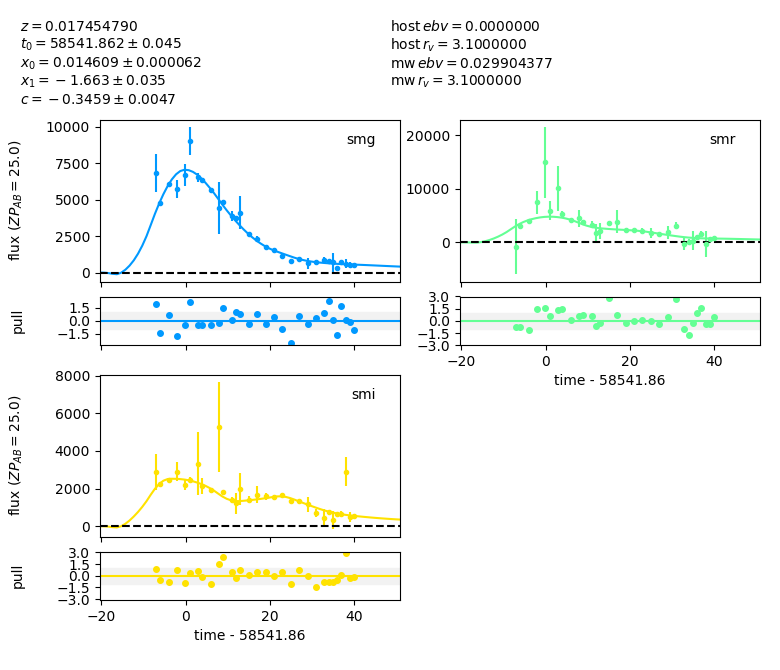 z = 0.017454790
t₀ = 58541.862 ± 0.045
x₀ = 0.014609 ± 0.000062
x₁ = −1.663 ± 0.035
c = −0.3459 ± 0.0047
host ebv = 0.0000000
host r_v = 3.1000000
mw ebv = 0.029904377
mw r_v = 3.1000000
flux (ZP_AB = 25.0)
10000
7500
5000
2500
0
smg
20000
10000
0
smr
pull
1.5
0.0
−1.5
3.0
1.5
0.0
−1.5
−3.0
−20
0
20
40
time - 58541.86
flux (ZP_AB = 25.0)
8000
6000
4000
2000
0
smi
pull
3.0
1.5
0.0
−1.5
−3.0
−20
0
20
40
time - 58541.86